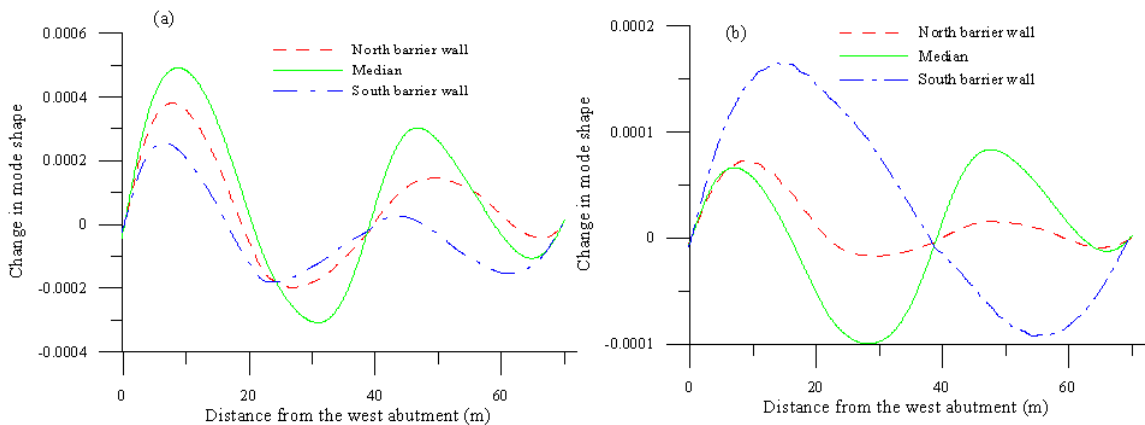 (a)
North barrier wall
Median
South barrier wall
0.0006
0.0004
0.0002
0
-0.0002
-0.0004
Change in mode shape
0
20
40
60
Distance from the west abutment (m)
(b)
North barrier wall
Median
South barrier wall
0.0002
0.0001
0
-0.0001
Change in mode shape
0
20
40
60
Distance from the west abutment (m)